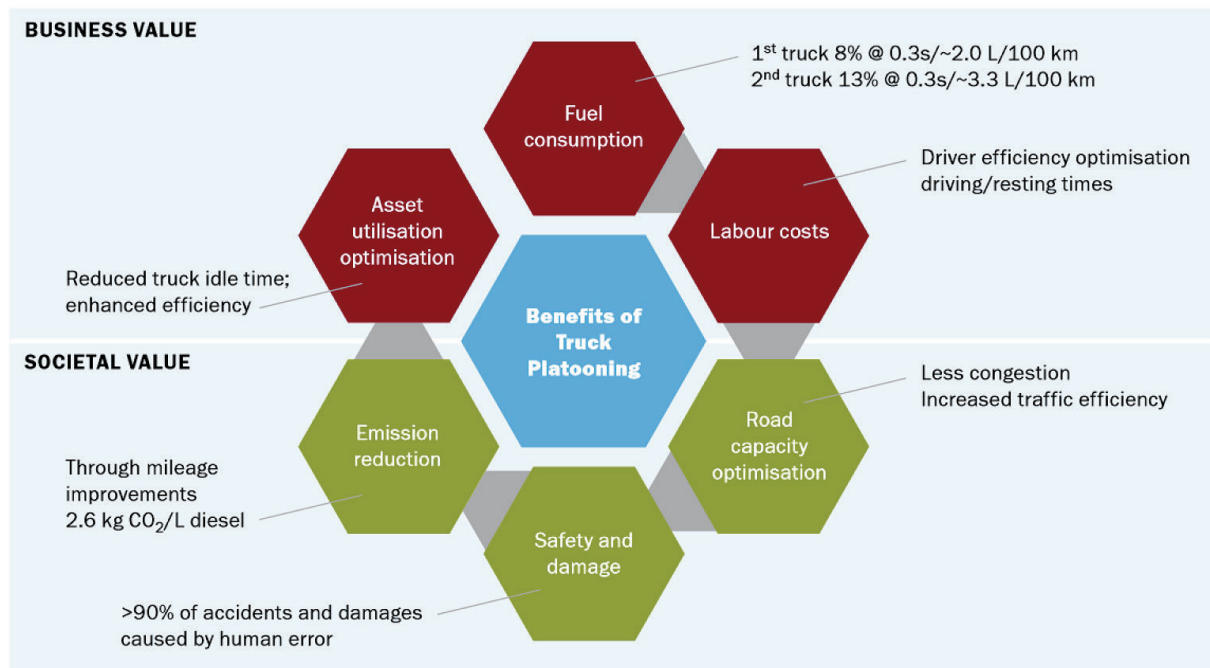 BUSINESS VALUE
1st truck 8% @ 0.3s/~2.0 L/100 km
2nd truck 13% @ 0.3s/~3.3 L/100 km
Fuel
consumption
Driver efficiency optimisation
driving/resting times
Labour costs
Asset
utilisation
optimisation
Reduced truck idle time;
enhanced efficiency
Benefits of
Truck
Platooning
SOCIETAL VALUE
Less congestion
Increased traffic efficiency
Road
capacity
optimisation
Emission
reduction
Through mileage
improvements
2.6 kg CO₂/L diesel
Safety and
damage
>90% of accidents and damages
caused by human error